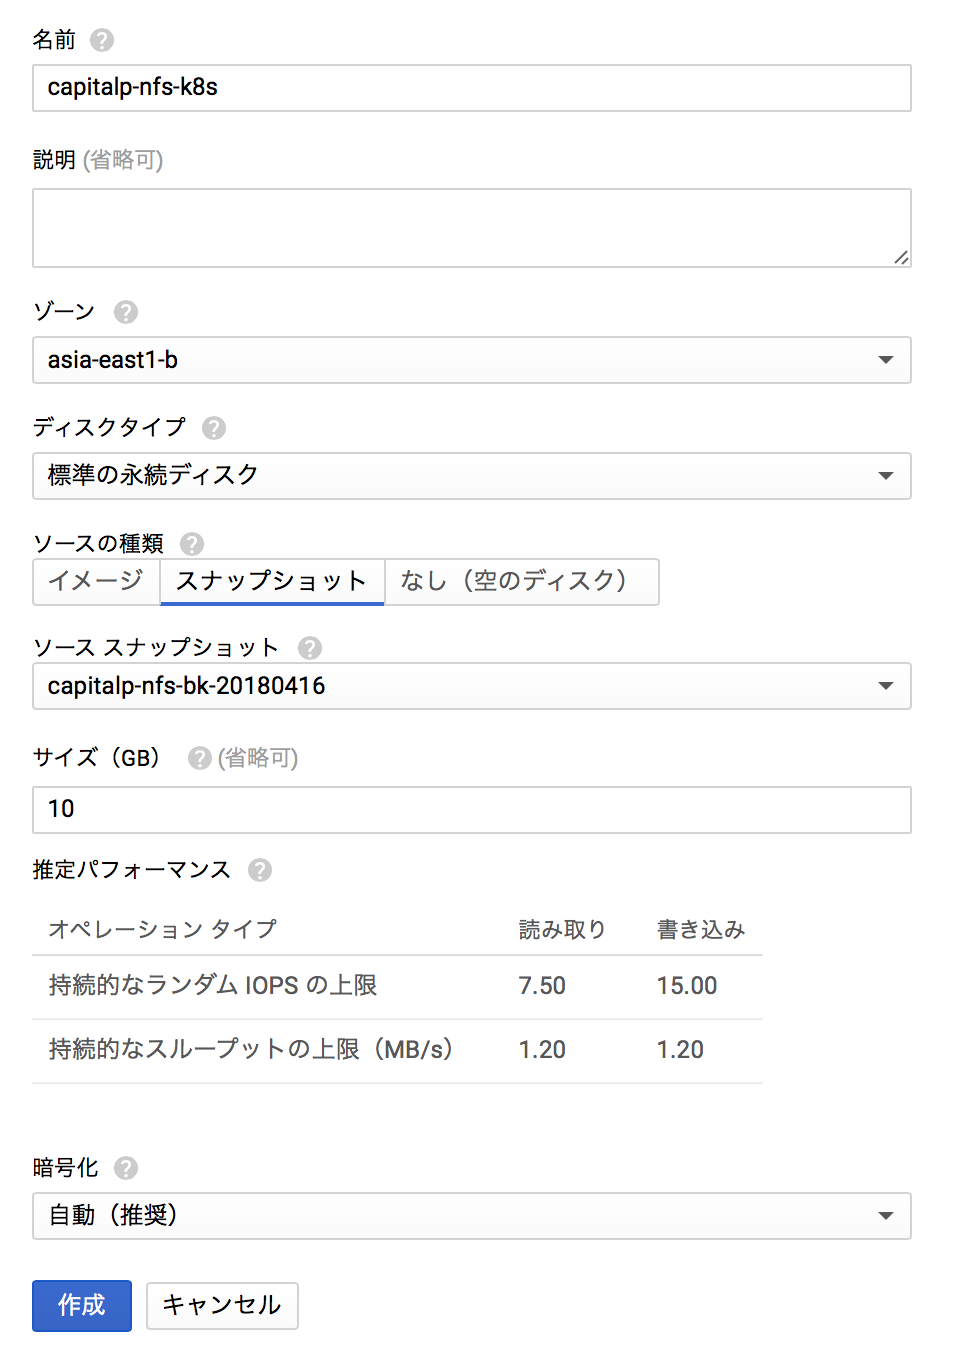 名前 ?
capitalp-nfs-k8s
説明 (省略可)
ゾーン ?
asia-east1-b
ディスクタイプ ?
標準の永続ディスク
ソースの種類 ?
イメージ スナップショット なし（空のディスク）
ソース スナップショット ?
capitalp-nfs-bk-20180416
サイズ（GB） ? (省略可)
10
推定パフォーマンス ?
オペレーション タイプ 読み取り 書き込み
持続的なランダム IOPS の上限 7.50 15.00
持続的なスループットの上限（MB/s） 1.20 1.20
暗号化 ?
自動（推奨）
作成 キャンセル